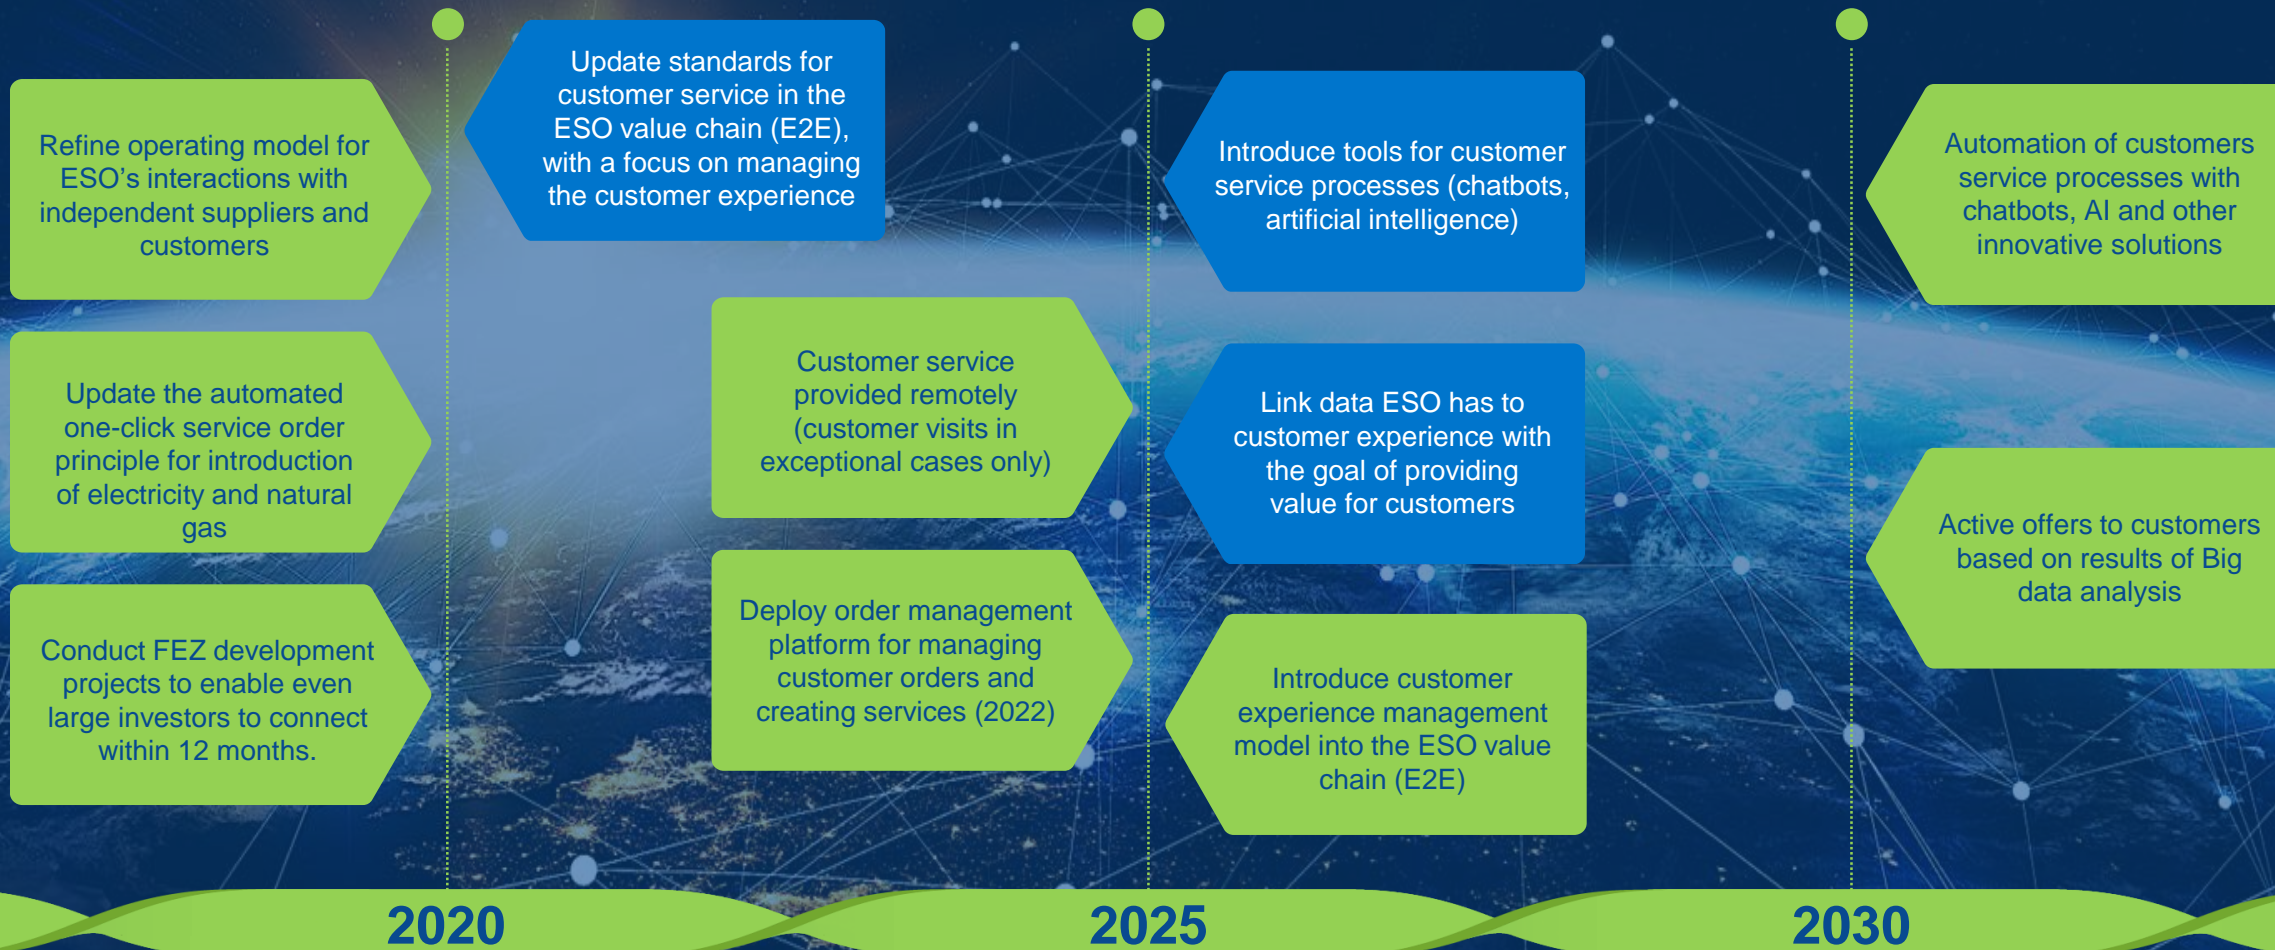 Refine operating model for
ESO’s interactions with
independent suppliers and
customers
Update the automated
one-click service order
principle for introduction
of electricity and natural
gas
Conduct FEZ development
projects to enable even
large investors to connect
within 12 months.
Update standards for
customer service in the
ESO value chain (E2E),
with a focus on managing
the customer experience
Customer service
provided remotely
(customer visits in
exceptional cases only)
Deploy order management
platform for managing
customer orders and
creating services (2022)
Introduce tools for customer
service processes (chatbots,
artificial intelligence)
Link data ESO has to
customer experience with
the goal of providing
value for customers
Introduce customer
experience management
model into the ESO value
chain (E2E)
Automation of customers
service processes with
chatbots, AI and other
innovative solutions
Active offers to customers
based on results of Big
data analysis
2020
2025
2030